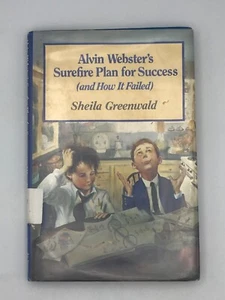 Alvin Webster's
Surefire Plan for Success
(and How It Failed)
Sheila Greenwald